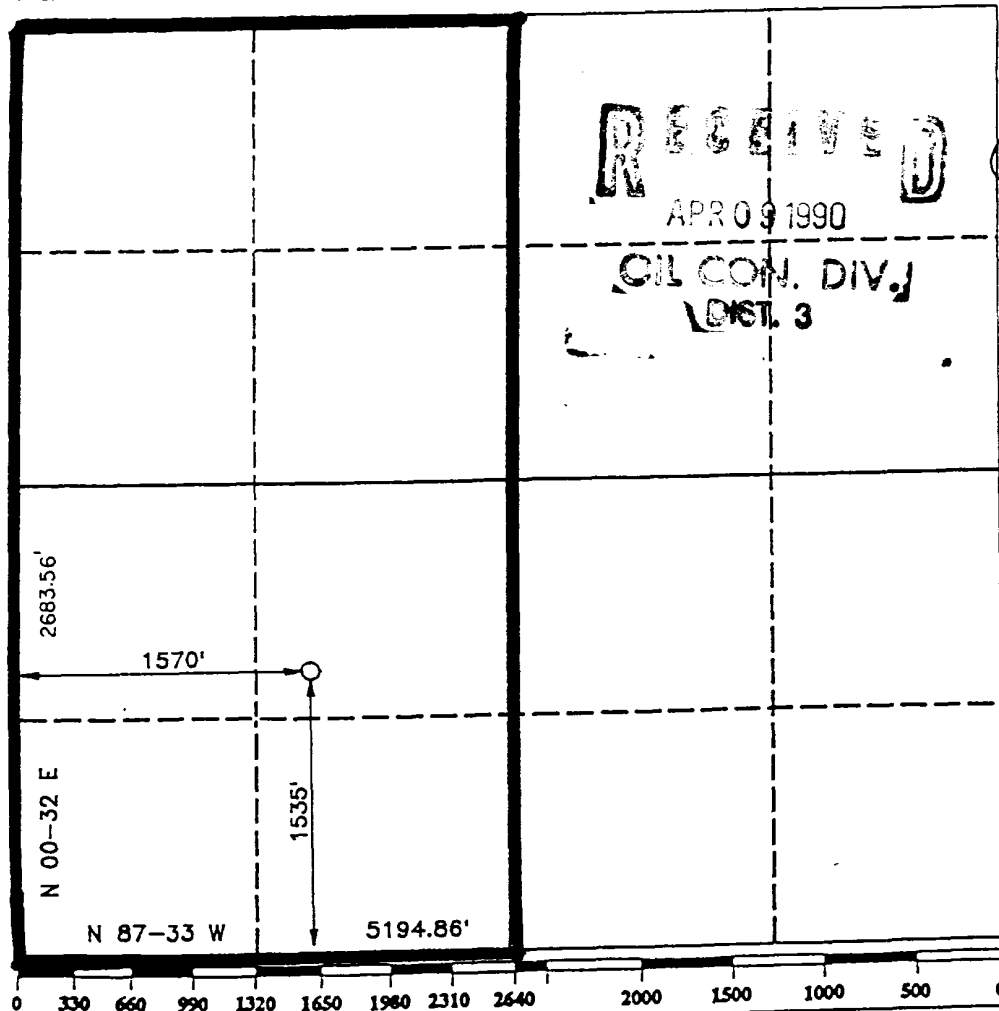 RECEIVED
APR 09 1990
OIL CON. DIV.
DIST. 3
2683.56'
1570'
1535'
N 00-32 E
N 87-33 W
5194.86'
0 330 660 990 1320 1650 1980 2310 2640 2000 1500 1000 500 0